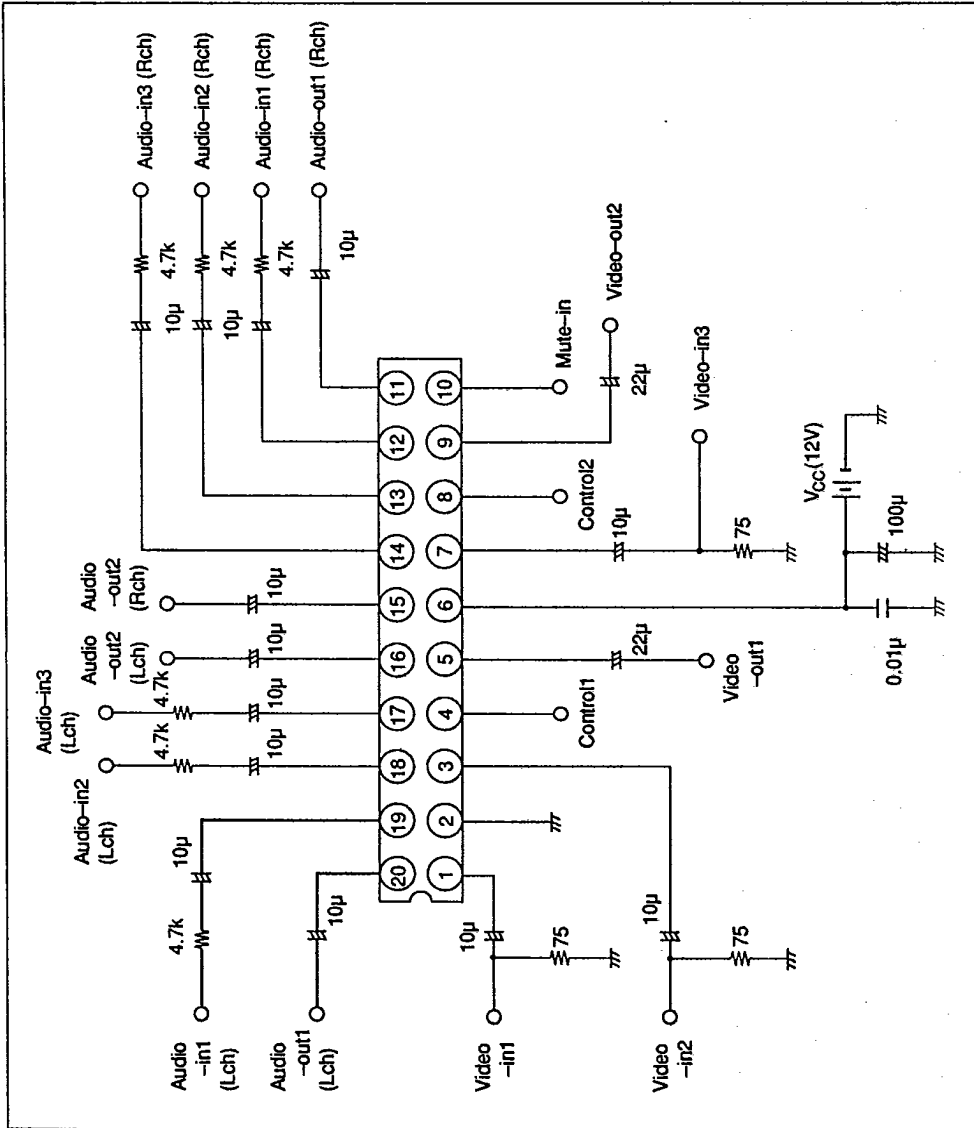 Audio-in3 (Rch)
Audio-in2 (Rch)
Audio-in1 (Rch)
Audio-out1 (Rch)
4.7k
4.7k
4.7k
10μ
10μ
10μ
10μ
Audio
-out2
(Rch)
Audio
-out2
(Lch)
Audio-in3
(Lch)
Audio-in2
(Lch)
4.7k
4.7k
10μ
10μ
10μ
10μ
10μ
4.7k
Audio
-in1
(Lch)
10μ
Audio
-out1
(Lch)
20
19
18
17
16
15
14
13
12
11
1
2
3
4
5
6
7
8
9
10
10μ
75
Video
-in1
10μ
75
Video
-in2
Control1
22μ
Video
-out1
0.01μ
100μ
VCC(12V)
10μ
75
Video-in3
Control2
22μ
Video-out2
Mute-in